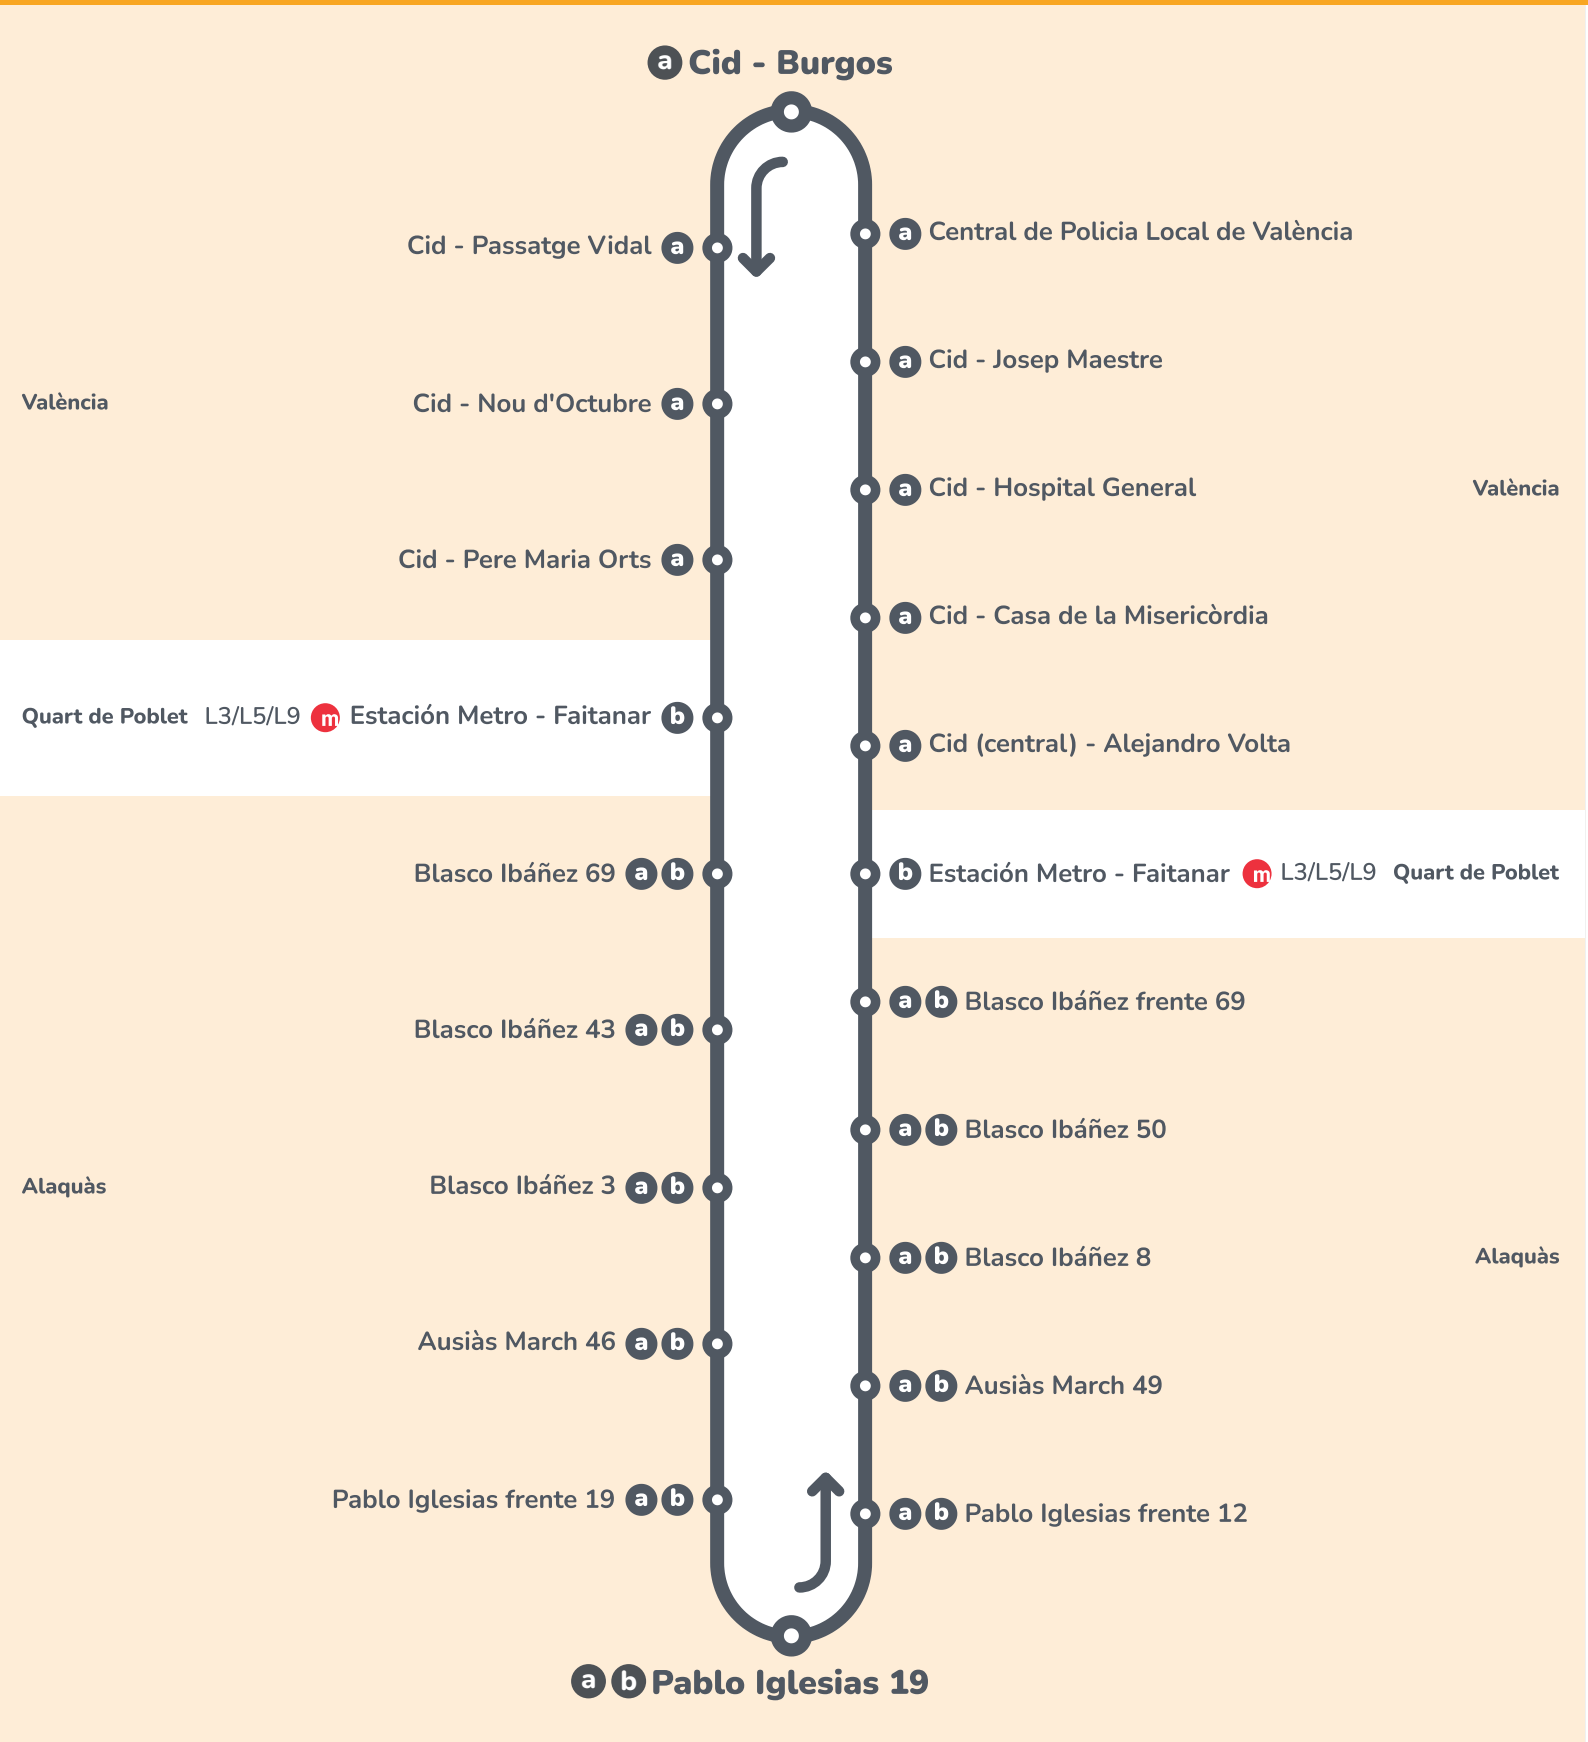 a Cid - Burgos
Cid - Passatge Vidal a
a Central de Policia Local de València
a Cid - Josep Maestre
València Cid - Nou d'Octubre a
a Cid - Hospital General València
Cid - Pere Maria Orts a
a Cid - Casa de la Misericòrdia
Quart de Poblet L3/L5/L9 m Estación Metro - Faitanar b
a Cid (central) - Alejandro Volta
Blasco Ibáñez 69 a b
b Estación Metro - Faitanar m L3/L5/L9 Quart de Poblet
a b Blasco Ibáñez frente 69
Blasco Ibáñez 43 a b
a b Blasco Ibáñez 50
Alaquàs Blasco Ibáñez 3 a b
a b Blasco Ibáñez 8 Alaquàs
Ausiàs March 46 a b
a b Ausiàs March 49
Pablo Iglesias frente 19 a b
a b Pablo Iglesias frente 12
a b Pablo Iglesias 19